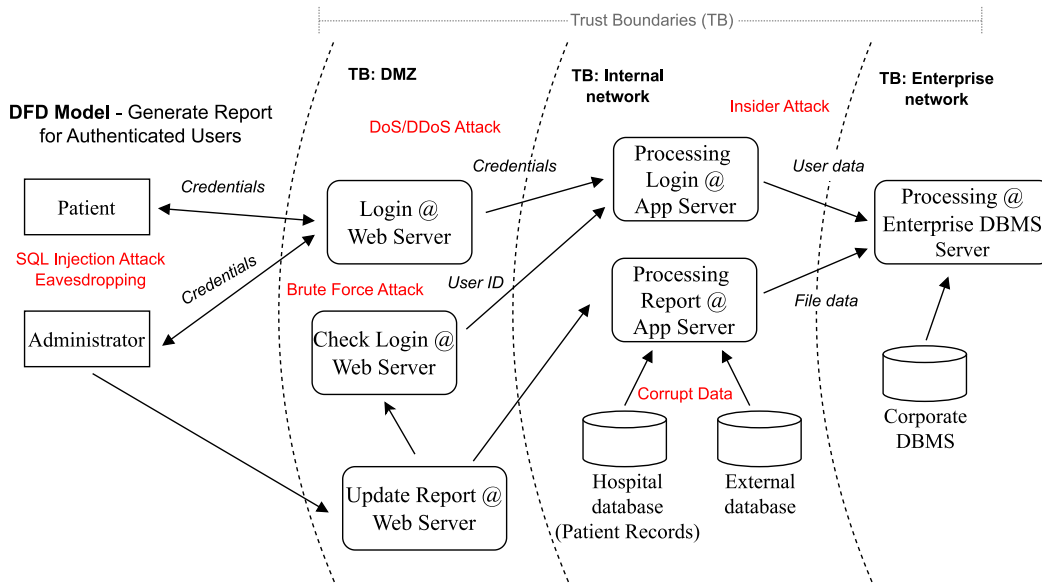 Trust Boundaries (TB)
TB: DMZ
TB: Internal
network
TB: Enterprise
network
DFD Model - Generate Report
for Authenticated Users
DoS/DDoS Attack
Insider Attack
Patient
Credentials
Login @
Web Server
Credentials
Processing
Login @
App Server
User data
Processing @
Enterprise DBMS
Server
SQL Injection Attack
Eavesdropping
Credentials
Brute Force Attack
User ID
Administrator
Check Login @
Web Server
Processing
Report @
App Server
File data
Corrupt Data
Corporate
DBMS
Update Report @
Web Server
Hospital
database
(Patient Records)
External
database